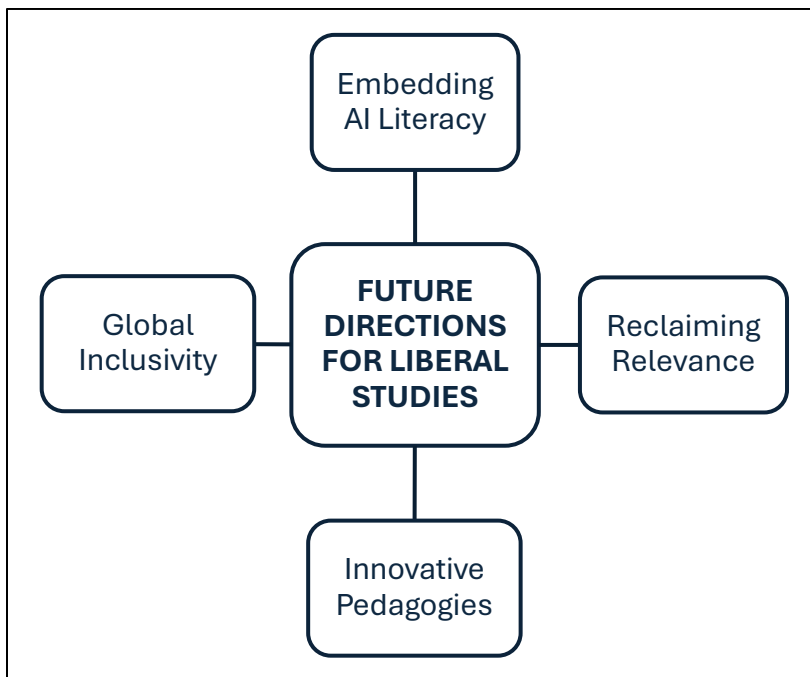 Embedding
AI Literacy
Global
Inclusivity
FUTURE
DIRECTIONS
FOR LIBERAL
STUDIES
Reclaiming
Relevance
Innovative
Pedagogies